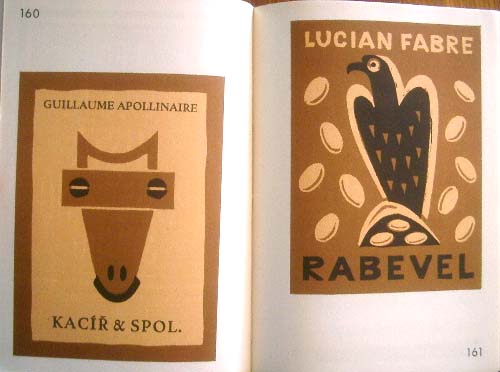 160
GUILLAUME APOLLINAIRE
KACÍŘ & SPOL.
LUCIAN FABRE
RABEVEL
161